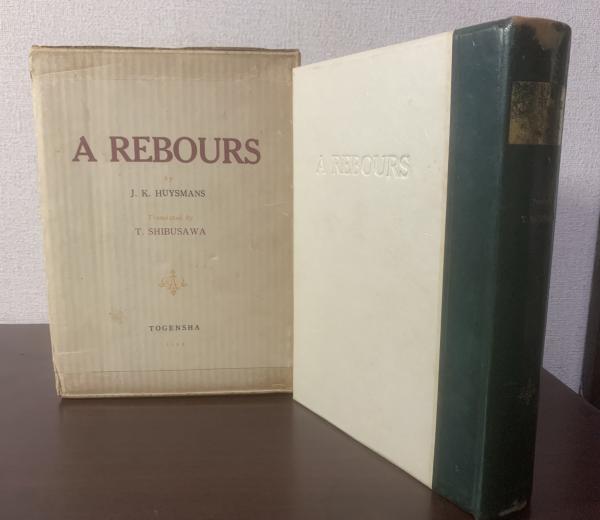 A REBOURS
by
J. K. HUYSMANS
Translated by
T. SHIBUSAWA
TOGENSHA
A REBOURS